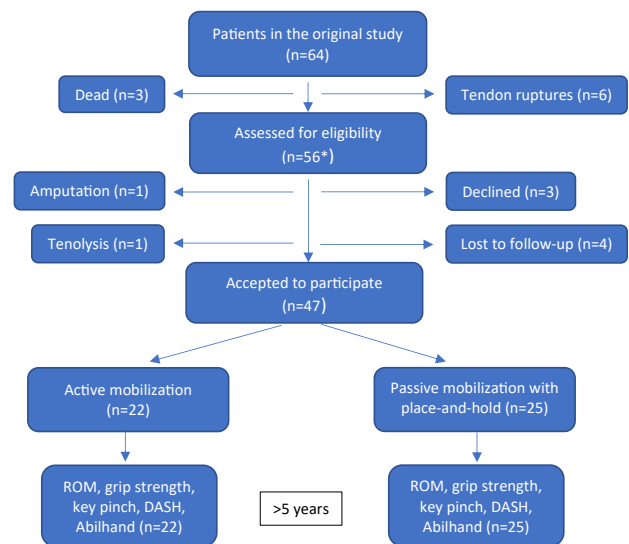 Patients in the original study
(n=64)
Dead (n=3)
Tendon ruptures (n=6)
Assessed for eligibility
(n=56*)
Amputation (n=1)
Declined (n=3)
Tenolysis (n=1)
Lost to follow-up (n=4)
Accepted to participate
(n=47)
Active mobilization
(n=22)
Passive mobilization with
place-and-hold (n=25)
ROM, grip strength,
key pinch, DASH,
Abilhand (n=22)
>5 years
ROM, grip strength,
key pinch, DASH,
Abilhand (n=25)